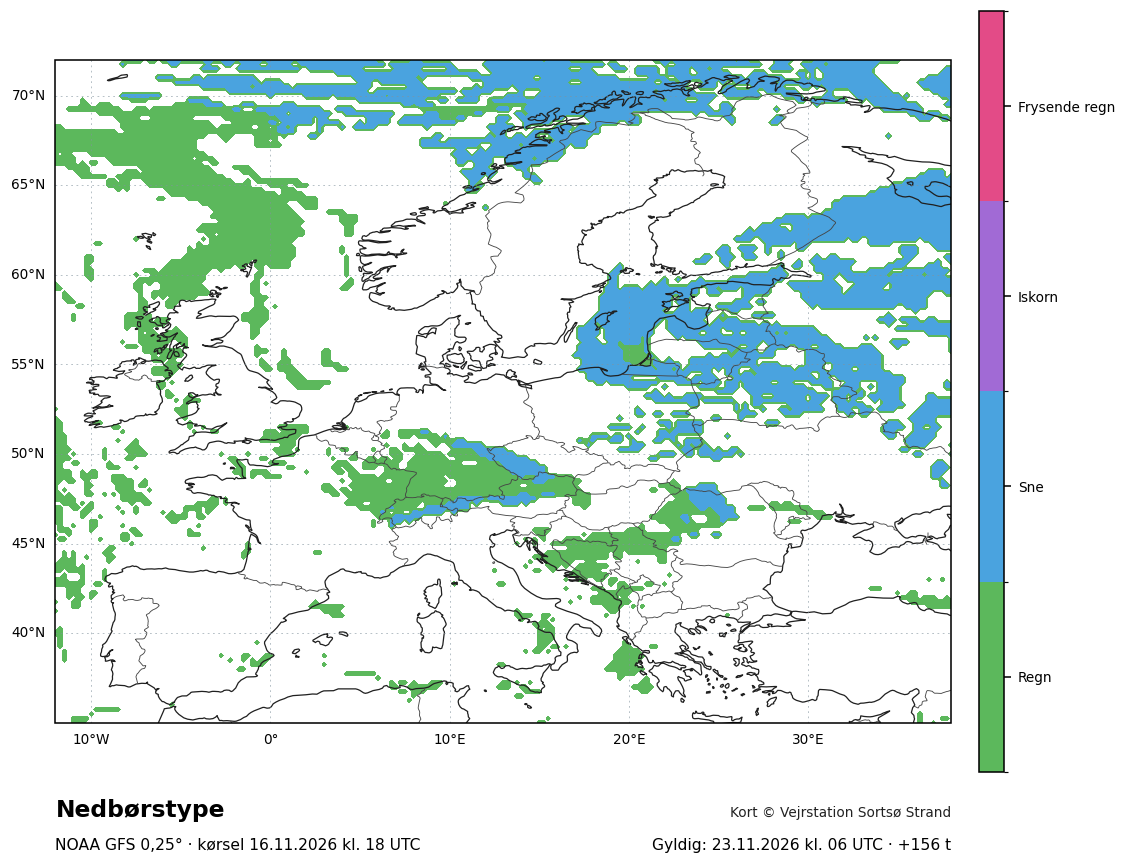 70°N
65°N
60°N
55°N
50°N
45°N
40°N
10°W
0°
10°E
20°E
30°E
Frysende regn
Iskorn
Sne
Regn
Nedbørstype
Kort © Vejrstation Sortsø Strand
NOAA GFS 0,25° · kørsel 16.11.2026 kl. 18 UTC
Gyldig: 23.11.2026 kl. 06 UTC · +156 t